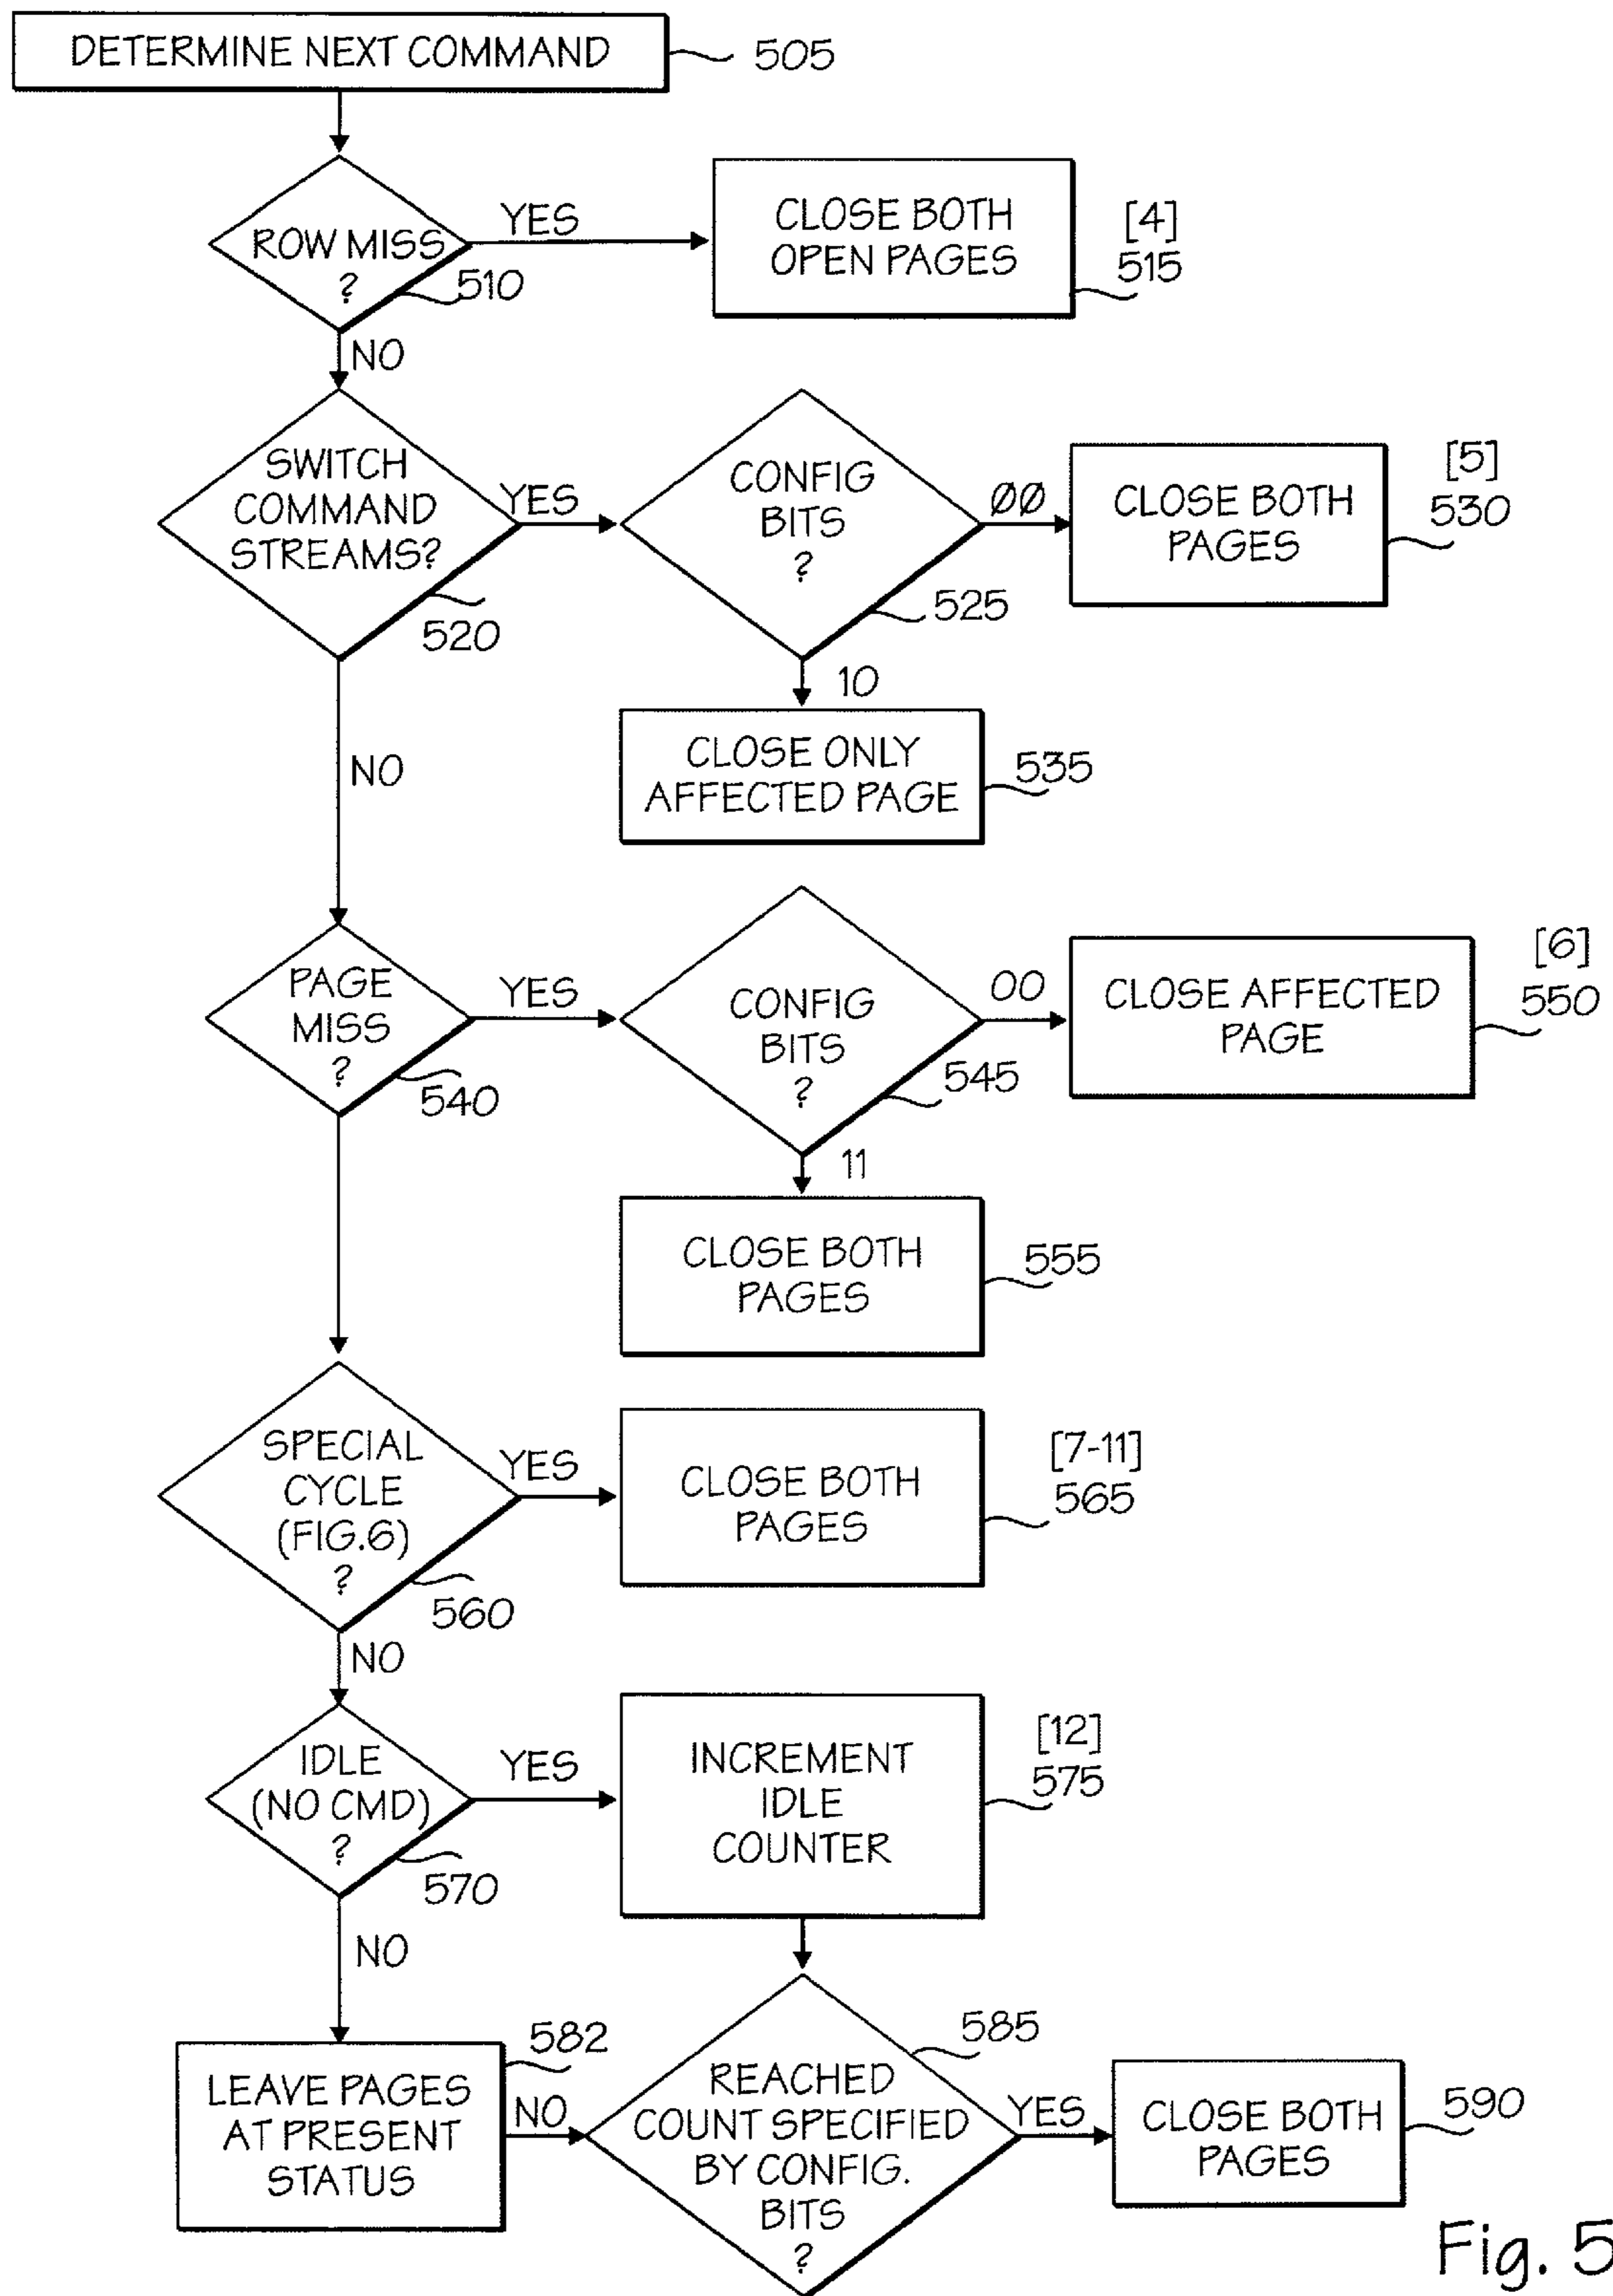 DETERMINE NEXT COMMAND
505
ROW MISS
?
510
YES
NO
CLOSE BOTH
OPEN PAGES
[4]
515
SWITCH
COMMAND
STREAMS?
520
YES
NO
CONFIG
BITS
?
525
ØØ
10
CLOSE BOTH
PAGES
[5]
530
CLOSE ONLY
AFFECTED PAGE
535
PAGE
MISS
?
540
YES
CONFIG
BITS
?
545
00
11
CLOSE AFFECTED
PAGE
[6]
550
CLOSE BOTH
PAGES
555
SPECIAL
CYCLE
(FIG.6)
?
560
YES
NO
CLOSE BOTH
PAGES
[7-11]
565
IDLE
(NO CMD)
?
570
YES
NO
INCREMENT
IDLE
COUNTER
[12]
575
LEAVE PAGES
AT PRESENT
STATUS
582
NO
REACHED
COUNT SPECIFIED
BY CONFIG.
BITS
?
585
YES
CLOSE BOTH
PAGES
590
Fig. 5